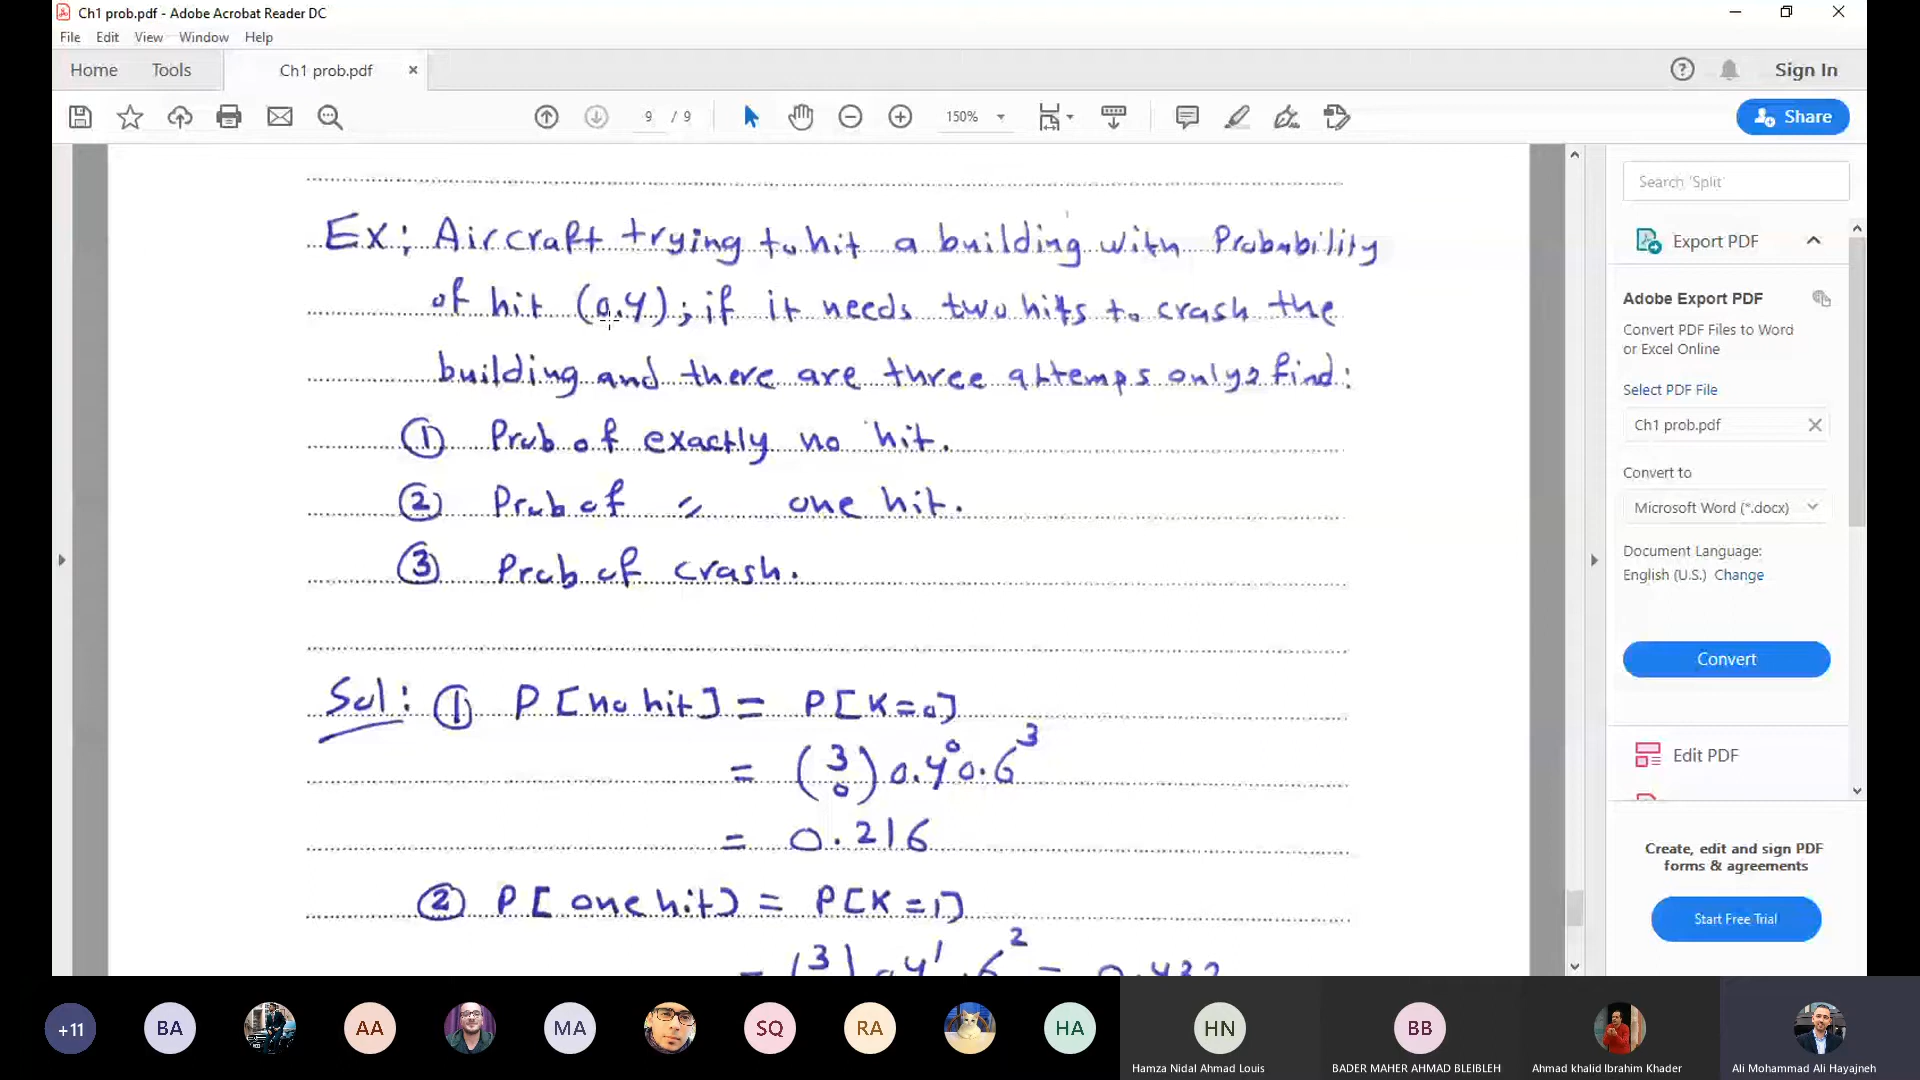 Ch1 prob.pdf - Adobe Acrobat Reader DC
File Edit View Window Help
Home Tools Ch1 prob.pdf
Sign In
9 / 9 150% Share
Search 'Split'
Export PDF
Adobe Export PDF
Convert PDF Files to Word
or Excel Online
Select PDF File
Ch1 prob.pdf
Convert to
Microsoft Word (*.docx)
Document Language:
English (U.S.) Change
Convert
Edit PDF
Create, edit and sign PDF
forms & agreements
Start Free Trial
Ex: Aircraft trying to hit a building with Probability
of hit (0.4); if it needs two hits to crash the
building and there are three attemps only, find:
① Prob of exactly no hit.
② Prob of = one hit.
③ Prob of crash.
Sol: ① P[no hit] = P[K=0]
= (3 0) 0.4⁰ 0.6³
= 0.216
② P[one hit] = P[K=1]
= (3 0.4¹ 0.6² = 0.432
+11 BA AA MA SQ RA HA HN BB
Hamza Nidal Ahmad Louis
BADER MAHER AHMAD BLEIBLEH
Ahmad khalid Ibrahim Khader
Ali Mohammad Ali Hayajneh